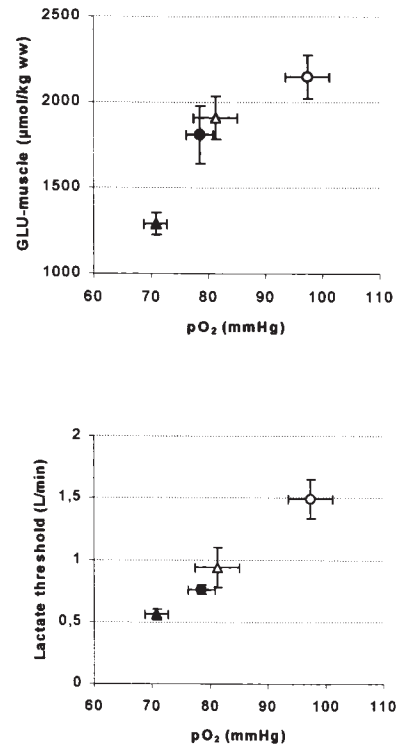 2500
2000
1500
1000
GLU-muscle (µmol/kg ww)
60 70 80 90 100 110
pO₂ (mmHg)
2
1,5
1
0,5
0
Lactate threshold (L/min)
60 70 80 90 100 110
pO₂ (mmHg)